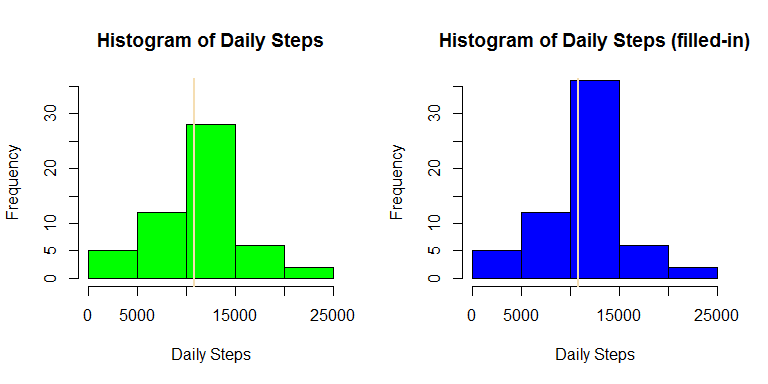 Histogram of Daily Steps
Frequency
0 5 10 20 30
0 5000 15000 25000
Daily Steps
Histogram of Daily Steps (filled-in)
Frequency
0 5 10 20 30
0 5000 15000 25000
Daily Steps